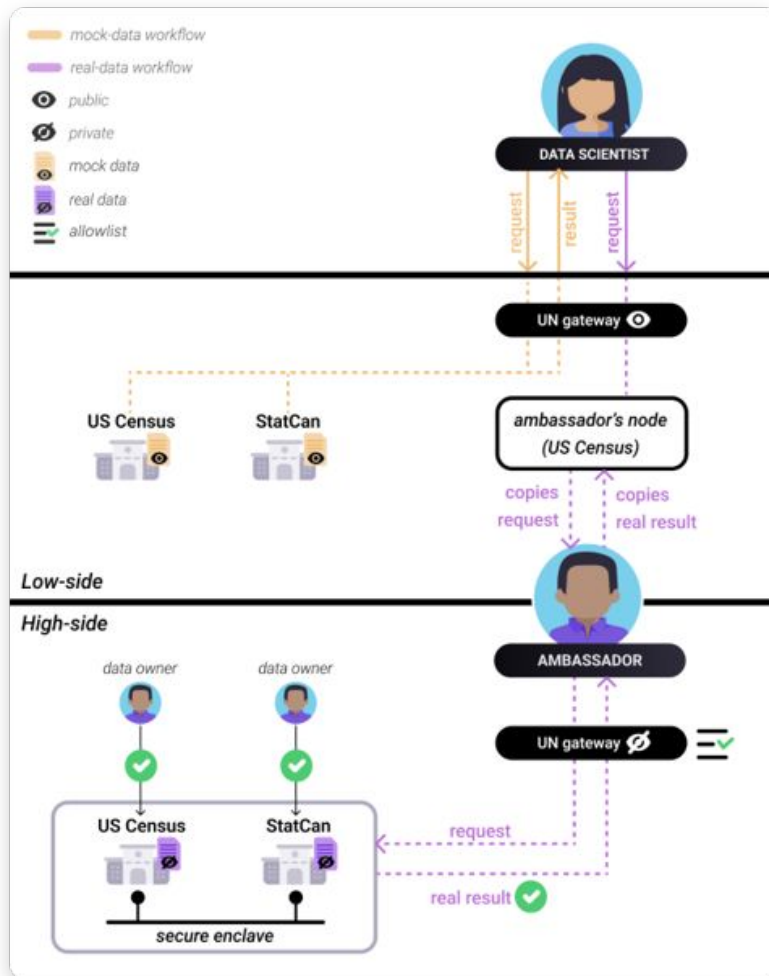 mock-data workflow
real-data workflow
public
private
mock data
real data
allowlist
DATA SCIENTIST
request
result
request
UN gateway
US Census
StatCan
ambassador's node
(US Census)
copies
request
copies
real result
Low-side
High-side
AMBASSADOR
data owner
data owner
UN gateway
US Census
StatCan
request
real result
secure enclave